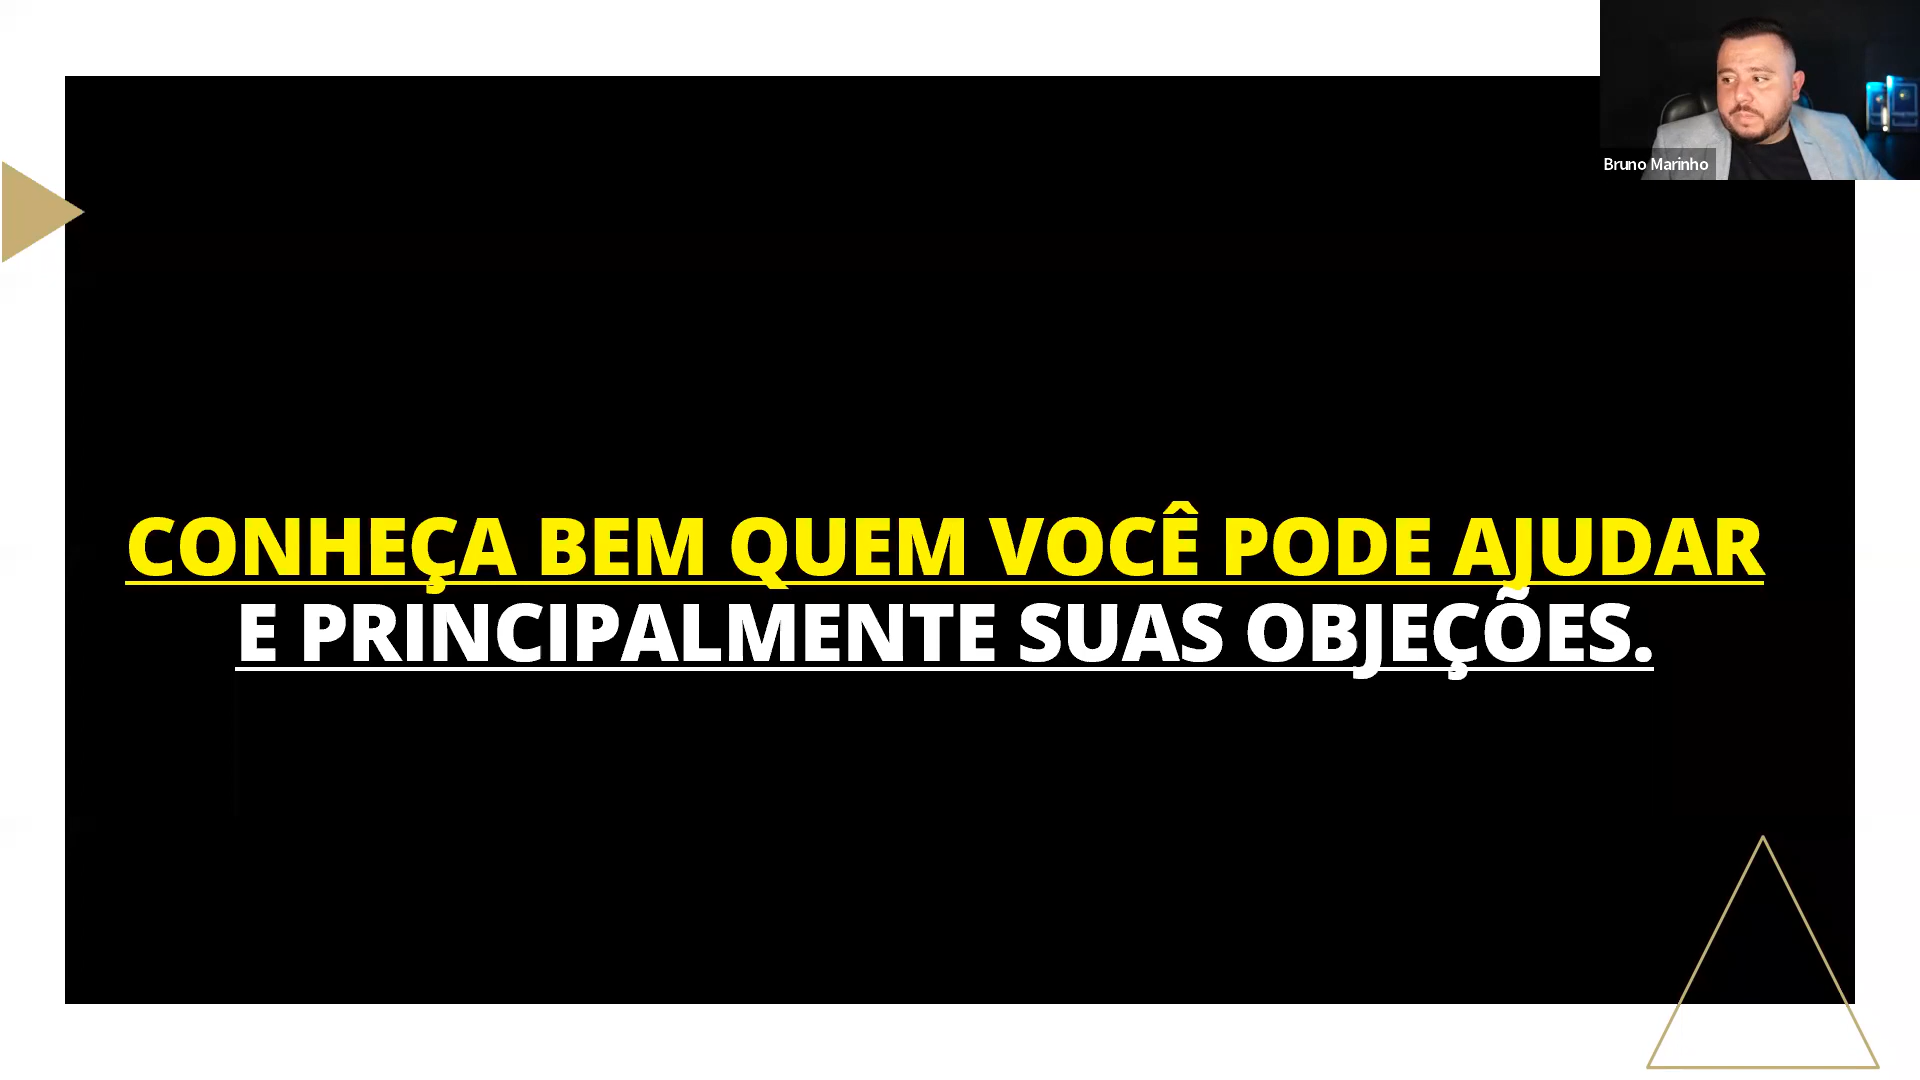 Bruno Marinho
CONHEÇA BEM QUEM VOCÊ PODE AJUDAR
E PRINCIPALMENTE SUAS OBJEÇÕES.